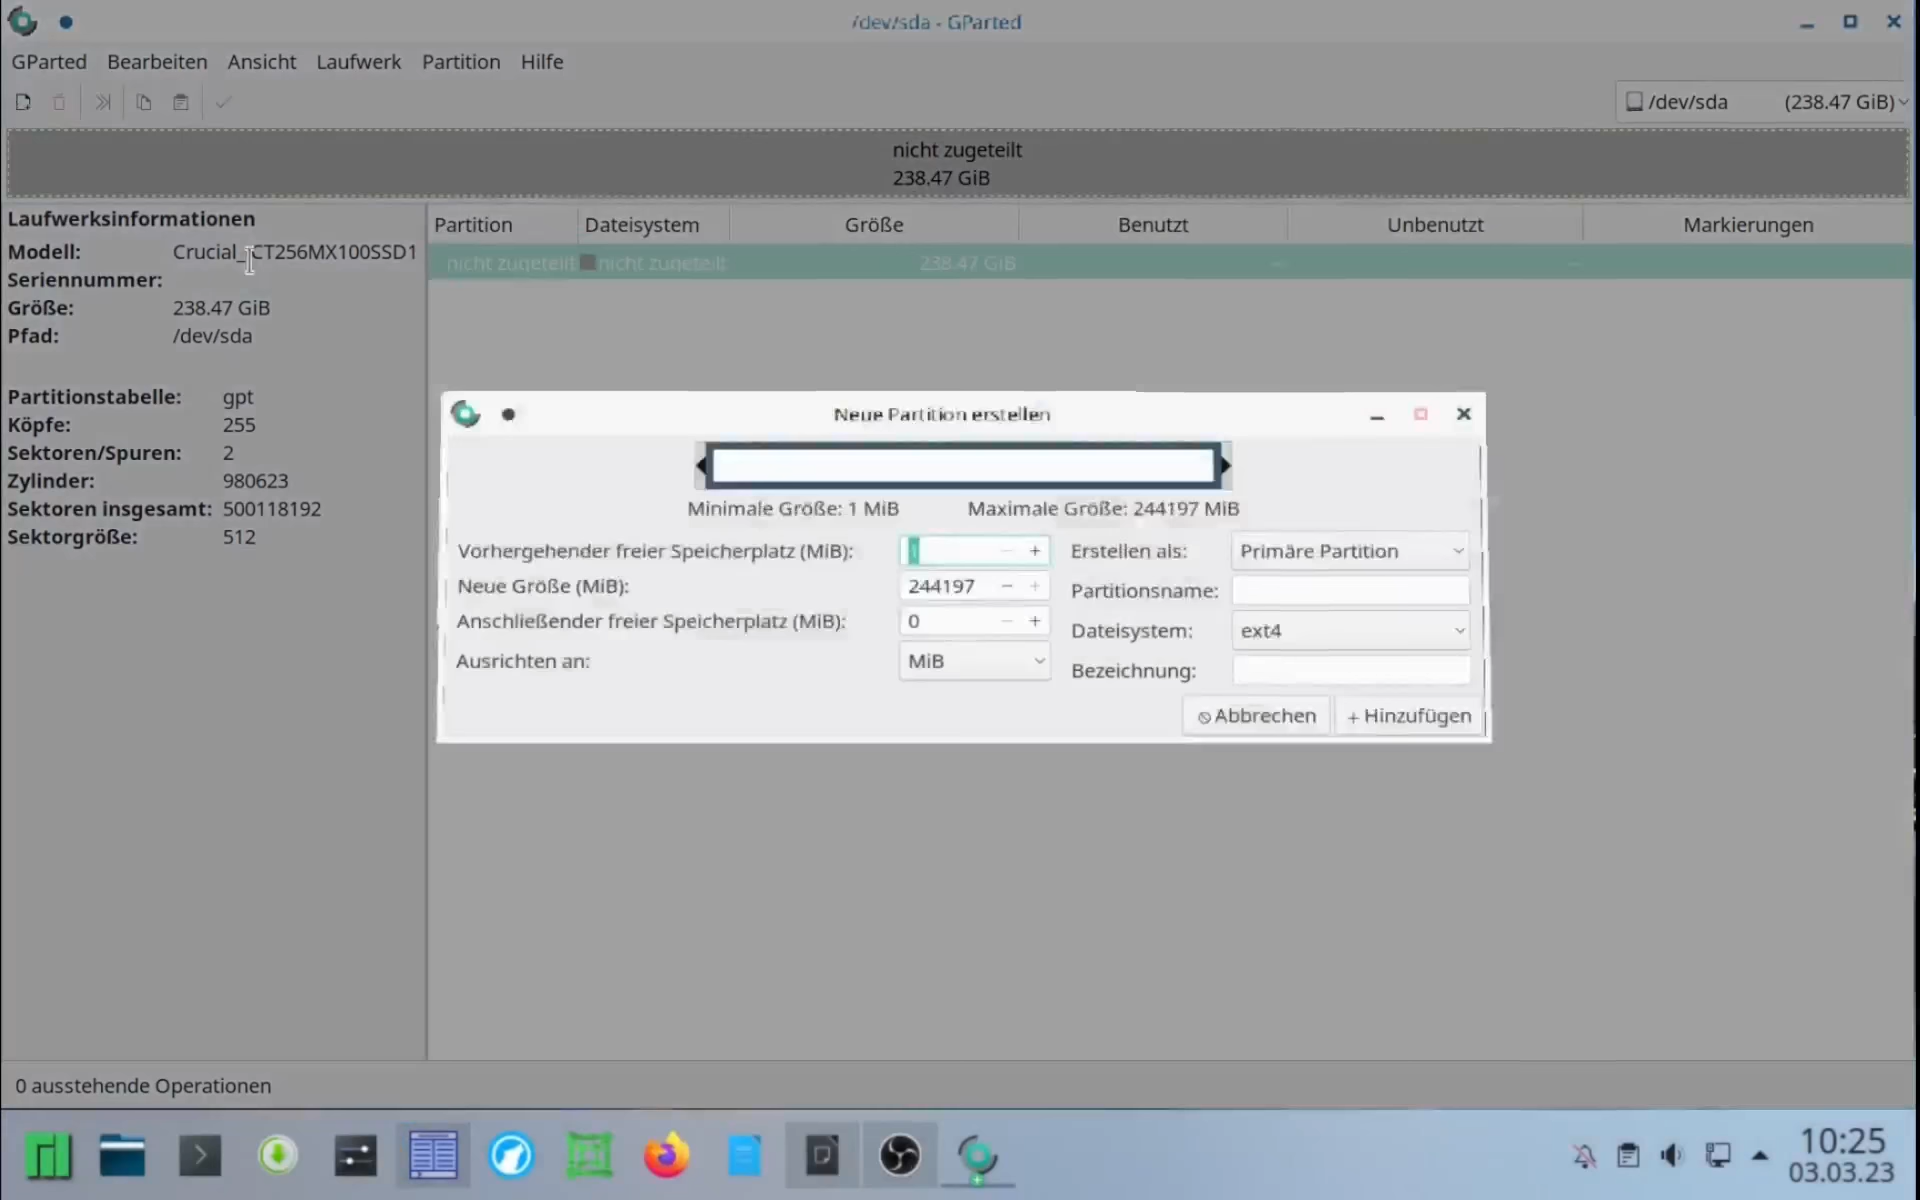 /dev/sda - GParted
GParted Bearbeiten Ansicht Laufwerk Partition Hilfe
/dev/sda (238.47 GiB)
nicht zugeteilt
238.47 GiB
Laufwerksinformationen
Modell: Crucial_CT256MX100SSD1
Seriennummer:
Größe: 238.47 GiB
Pfad: /dev/sda
Partitionstabelle: gpt
Köpfe: 255
Sektoren/Spuren: 2
Zylinder: 980623
Sektoren insgesamt: 500118192
Sektorgröße: 512
Partition Dateisystem Größe Benutzt Unbenutzt Markierungen
nicht zugeteilt nicht zugeteilt 238.47 GiB — —
Neue Partition erstellen
Minimale Größe: 1 MiB Maximale Größe: 244197 MiB
Vorhergehender freier Speicherplatz (MiB): 1
Neue Größe (MiB): 244197
Anschließender freier Speicherplatz (MiB): 0
Ausrichten an: MiB
Erstellen als: Primäre Partition
Partitionsname:
Dateisystem: ext4
Bezeichnung:
Abbrechen
Hinzufügen
0 ausstehende Operationen
10:25
03.03.23